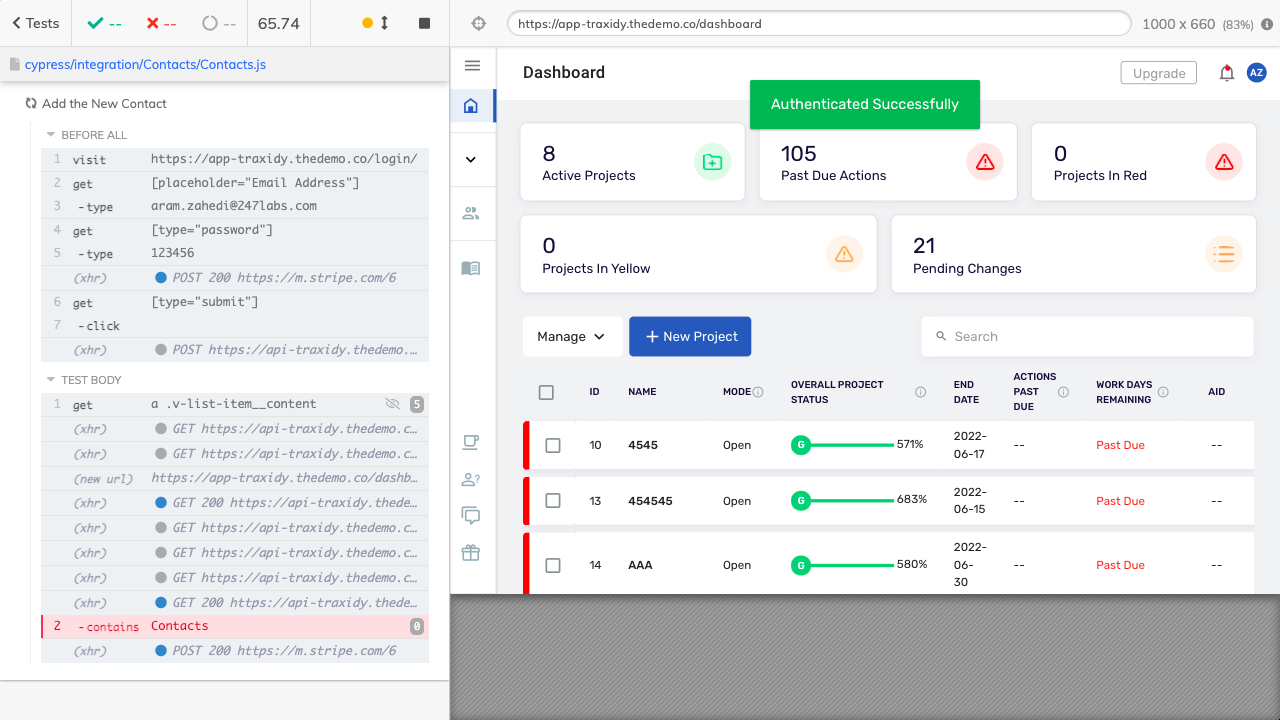 Tests
--
--
--
65.74
https://app-traxidy.thedemo.co/dashboard
1000 x 660 (83%)
cypress/integration/Contacts/Contacts.js
Add the New Contact
BEFORE ALL
1 visit https://app-traxidy.thedemo.co/login/
2 get [placeholder="Email Address"]
3 -type aram.zahedi@247labs.com
4 get [type="password"]
5 -type 123456
(xhr) POST 200 https://m.stripe.com/6
6 get [type="submit"]
7 -click
(xhr) POST https://api-traxidy.thedemo.…
TEST BODY
1 get a .v-list-item__content 5
(xhr) GET https://api-traxidy.thedemo.c…
(xhr) GET https://api-traxidy.thedemo.c…
(new url) https://app-traxidy.thedemo.co/dashb…
(xhr) GET 200 https://api-traxidy.thede…
(xhr) GET https://api-traxidy.thedemo.c…
(xhr) GET https://api-traxidy.thedemo.c…
(xhr) GET https://api-traxidy.thedemo.c…
(xhr) GET 200 https://api-traxidy.thede…
2 -contains Contacts 0
(xhr) POST 200 https://m.stripe.com/6
Dashboard
Upgrade
AZ
Authenticated Successfully
8
Active Projects
105
Past Due Actions
0
Projects In Red
0
Projects In Yellow
21
Pending Changes
Manage
New Project
Search
ID NAME MODE OVERALL PROJECT STATUS END DATE ACTIONS PAST DUE WORK DAYS REMAINING AID
10 4545 Open G 571% 2022-06-17 -- Past Due --
13 454545 Open G 683% 2022-06-15 -- Past Due --
14 AAA Open G 580% 2022-06-30 -- Past Due --